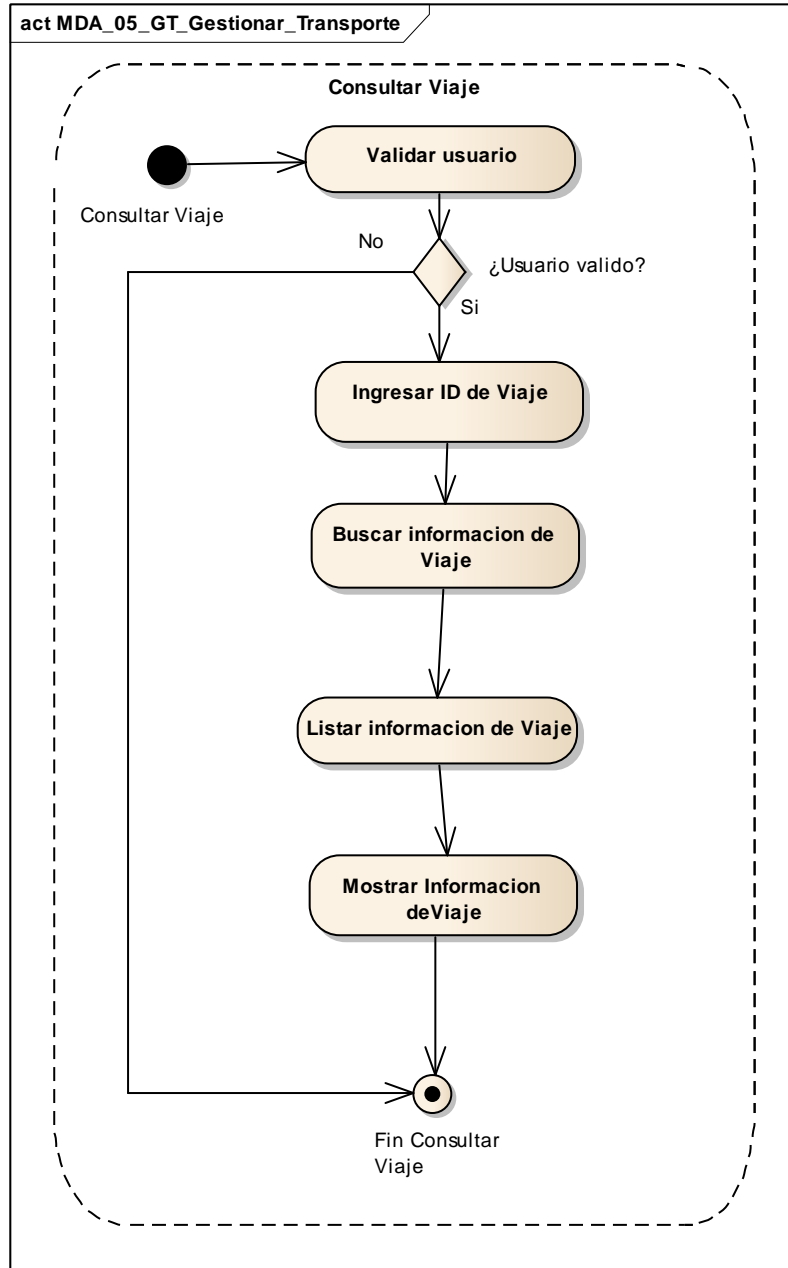 act MDA_05_GT_Gestionar_Transporte
Consultar Viaje
Validar usuario
Consultar Viaje
No
¿Usuario valido?
Si
Ingresar ID de Viaje
Buscar informacion de
Viaje
Listar informacion de Viaje
Mostrar Informacion
deViaje
Fin Consultar
Viaje